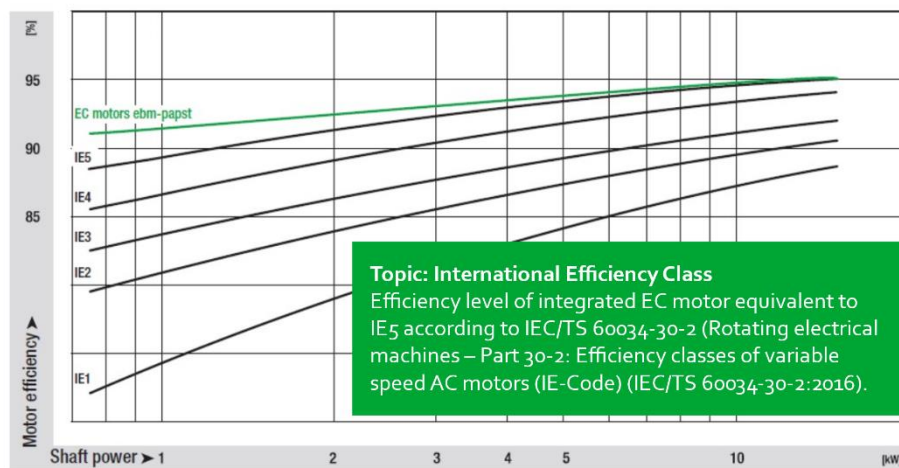 [%]
95
EC motors ebm-papst
90
IE5
IE4
85
IE3
IE2
IE1
Motor efficiency ➤
Topic: International Efficiency Class
Efficiency level of integrated EC motor equivalent to
IE5 according to IEC/TS 60034-30-2 (Rotating electrical
machines – Part 30-2: Efficiency classes of variable
speed AC motors (IE-Code) (IEC/TS 60034-30-2:2016).
Shaft power ➤ 1 2 3 4 5 10 [kW